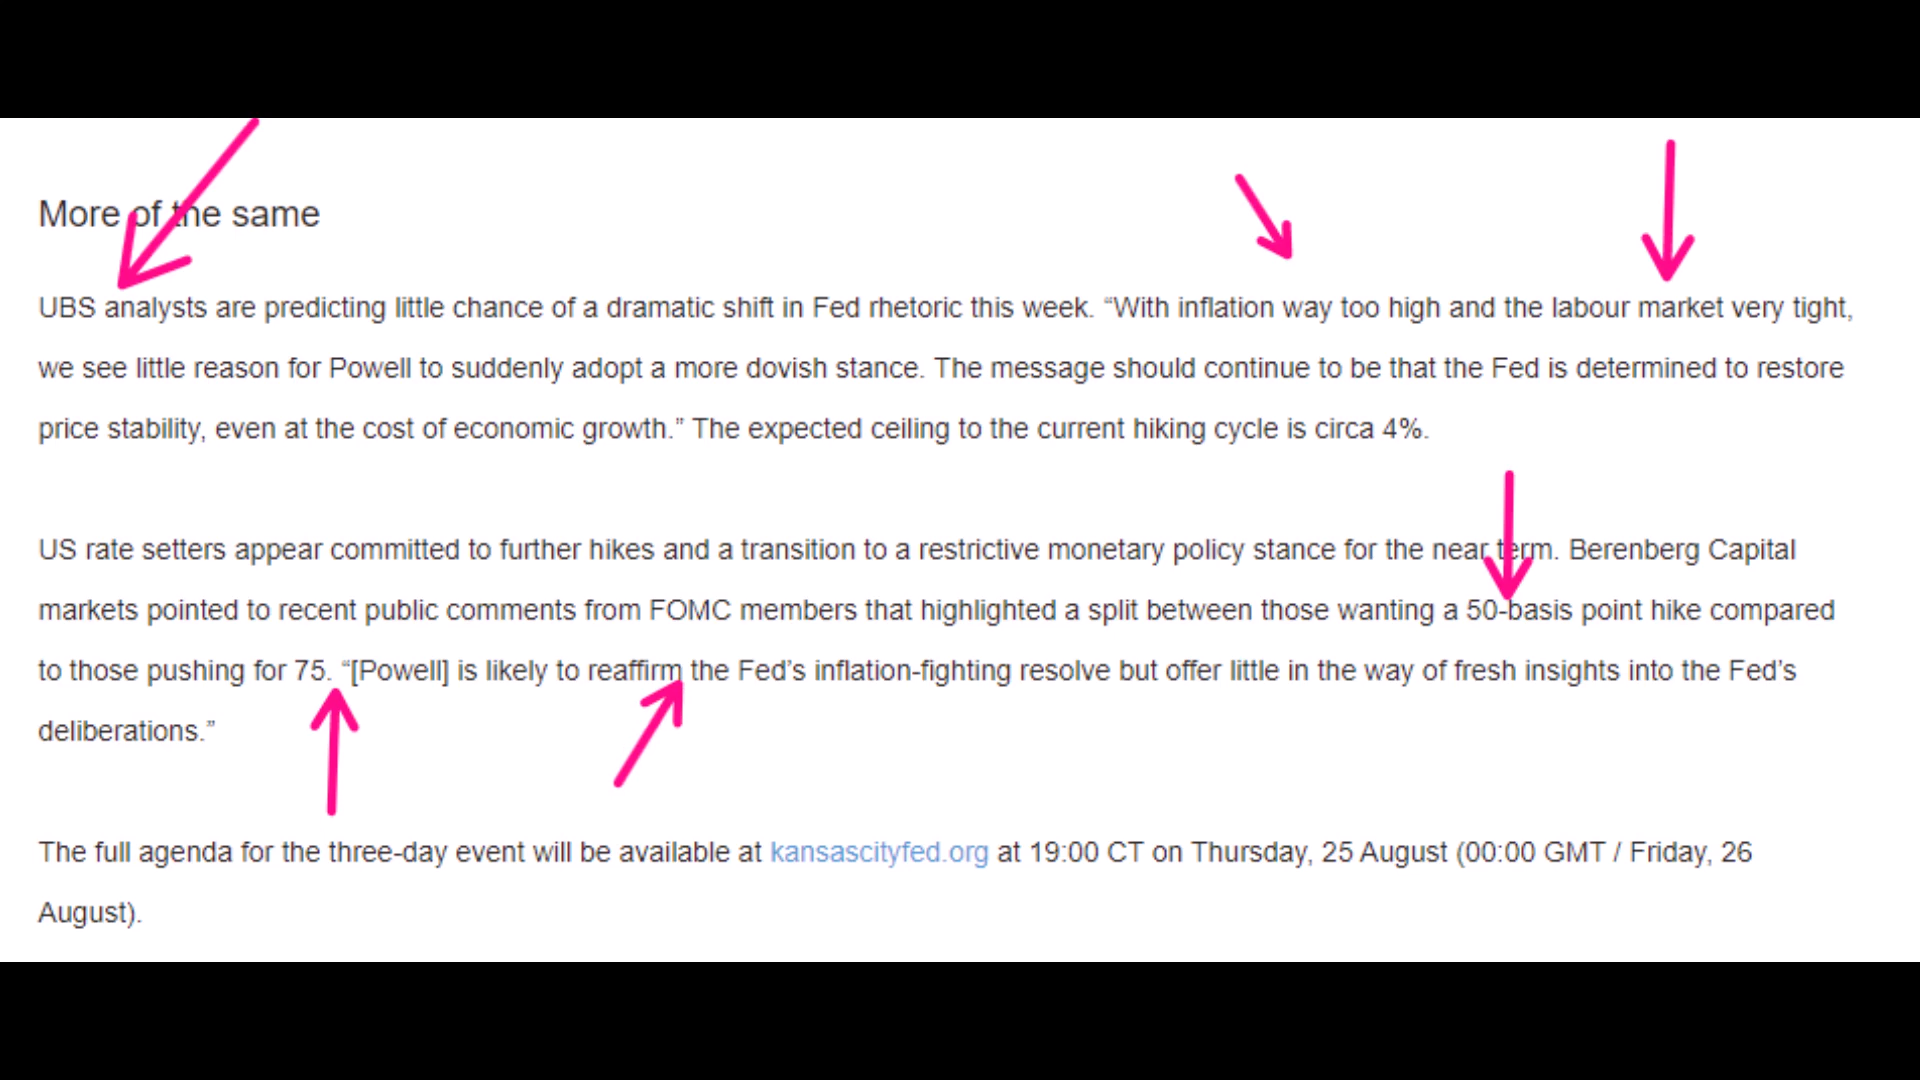 More of the same
UBS analysts are predicting little chance of a dramatic shift in Fed rhetoric this week. “With inflation way too high and the labour market very tight,
we see little reason for Powell to suddenly adopt a more dovish stance. The message should continue to be that the Fed is determined to restore
price stability, even at the cost of economic growth.” The expected ceiling to the current hiking cycle is circa 4%.
US rate setters appear committed to further hikes and a transition to a restrictive monetary policy stance for the near term. Berenberg Capital
markets pointed to recent public comments from FOMC members that highlighted a split between those wanting a 50-basis point hike compared
to those pushing for 75. “[Powell] is likely to reaffirm the Fed’s inflation-fighting resolve but offer little in the way of fresh insights into the Fed’s
deliberations.”
The full agenda for the three-day event will be available at kansascityfed.org at 19:00 CT on Thursday, 25 August (00:00 GMT / Friday, 26
August).